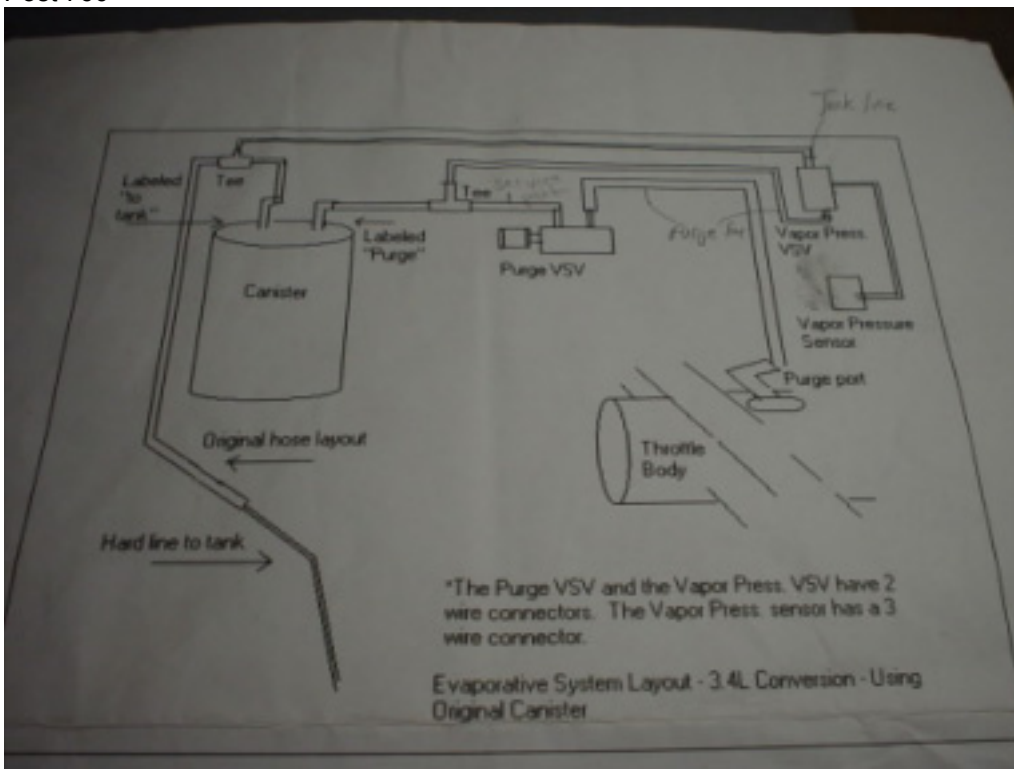 Tank line
Labeled
"to
tank"
Tee
Tee
Labeled
"Purge"
Purge VSV
Purge
Vapor Press.
VSV
Canister
Vapor Pressure
Sensor
Purge port
Original hose layout
Throttle
Body
Hard line to tank
*The Purge VSV and the Vapor Press. VSV have 2
wire connectors. The Vapor Press. sensor has a 3
wire connector.
Evaporative System Layout - 3.4L Conversion - Using
Original Canister